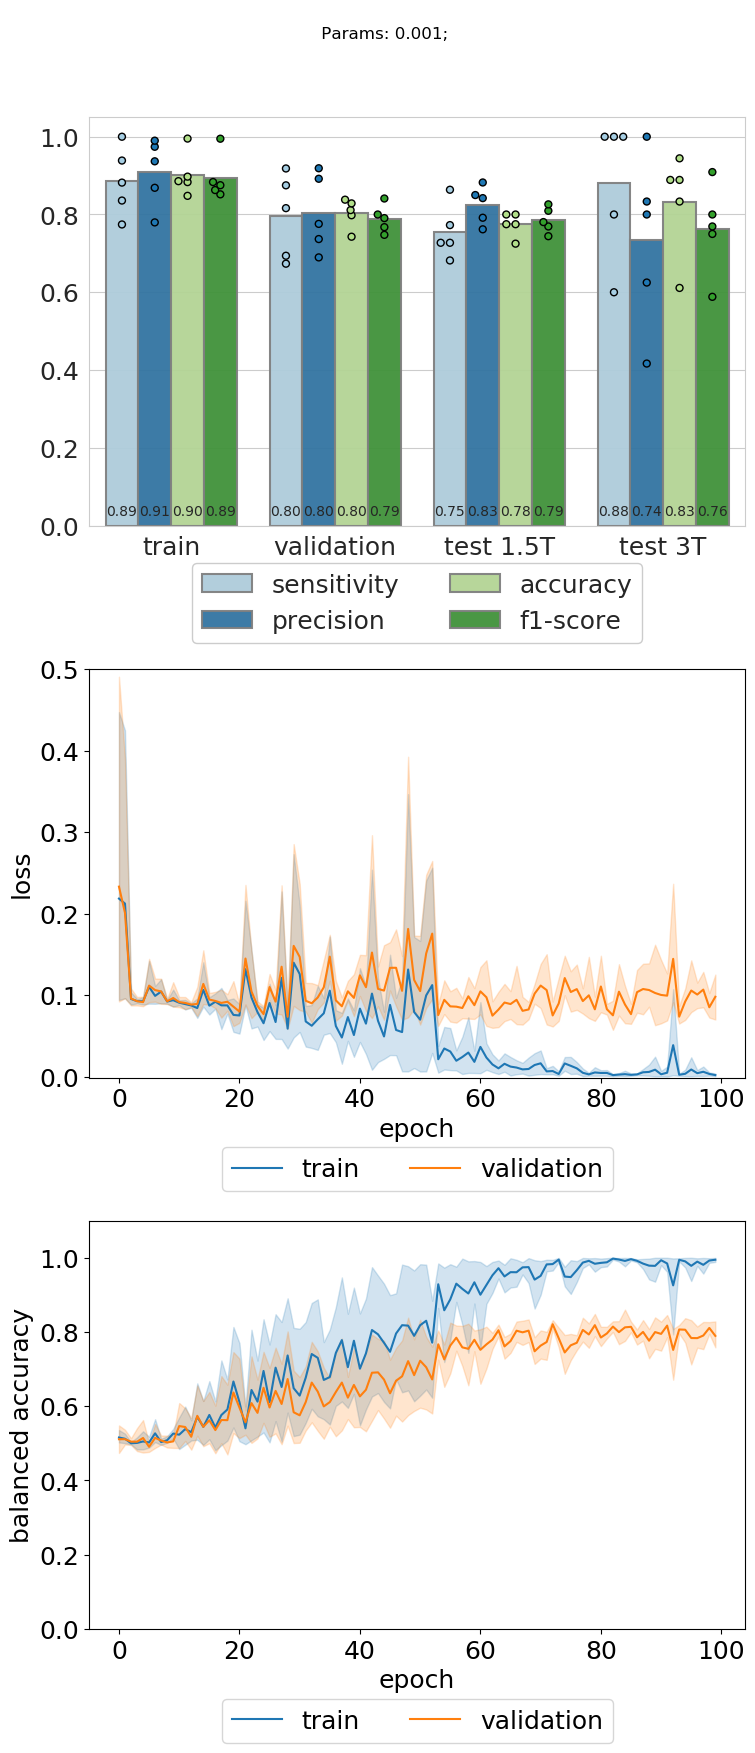 Params: 0.001;
1.0
0.8
0.6
0.4
0.2
0.0
0.89 0.91 0.90 0.89 0.80 0.80 0.80 0.79 0.75 0.83 0.78 0.79 0.88 0.74 0.83 0.76
train validation test 1.5T test 3T
sensitivity accuracy
precision f1-score
0.5
0.4
0.3
0.2
0.1
0.0
loss
0 20 40 60 80 100
epoch
train validation
1.0
0.8
0.6
0.4
0.2
0.0
balanced accuracy
0 20 40 60 80 100
epoch
train validation